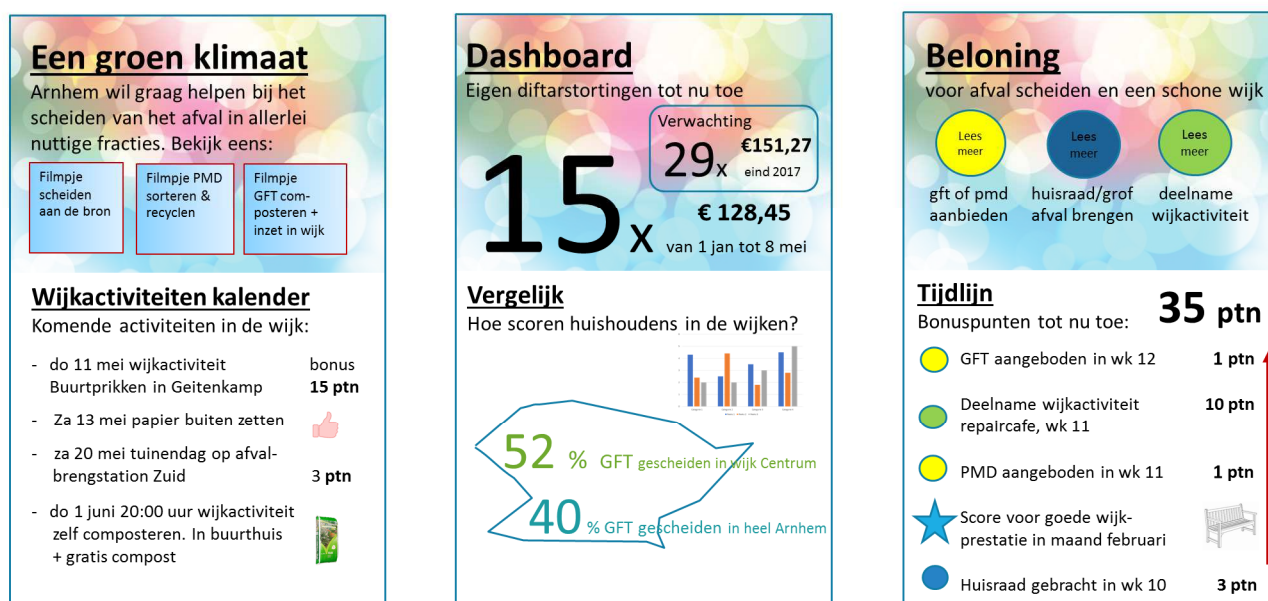 Een groen klimaat
Arnhem wil graag helpen bij het
scheiden van het afval in allerlei
nuttige fracties. Bekijk eens:
Filmpje
scheiden
aan de bron
Filmpje PMD
sorteren &
recyclen
Filmpje
GFT com-
posteren +
inzet in wijk
Wijkactiviteiten kalender
Komende activiteiten in de wijk:
- do 11 mei wijkactiviteit bonus
Buurtprikken in Geitenkamp 15 ptn
- Za 13 mei papier buiten zetten
- za 20 mei tuinendag op afval-
brengstation Zuid 3 ptn
- do 1 juni 20:00 uur wijkactiviteit
zelf composteren. In buurthuis
+ gratis compost
Dashboard
Eigen diftarstortingen tot nu toe
15x
Verwachting
29x €151,27
eind 2017
€ 128,45
van 1 jan tot 8 mei
Vergelijk
Hoe scoren huishoudens in de wijken?
52 % GFT gescheiden in wijk Centrum
40 % GFT gescheiden in heel Arnhem
Beloning
voor afval scheiden en een schone wijk
Lees
meer
gft of pmd
aanbieden
Lees
meer
huisraad/grof
afval brengen
Lees
meer
deelname
wijkactiviteit
Tijdlijn
Bonuspunten tot nu toe: 35 ptn
GFT aangeboden in wk 12 1 ptn
Deelname wijkactiviteit 10 ptn
repaIrcafe, wk 11
PMD aangeboden in wk 11 1 ptn
Score voor goede wijk-
prestatie in maand februari
Huisraad gebracht in wk 10 3 ptn